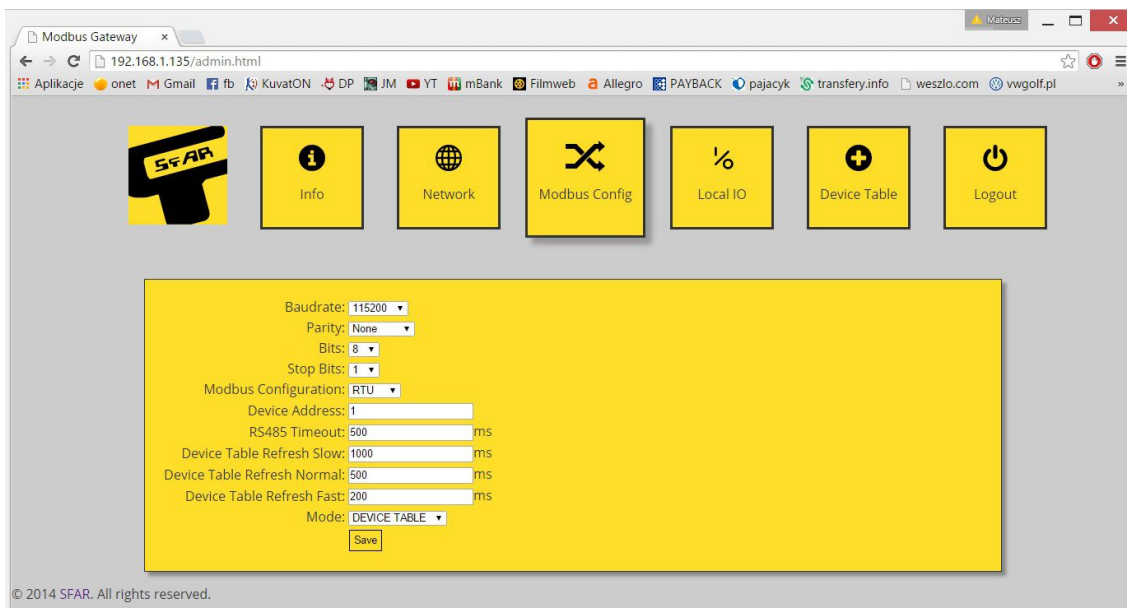 Mateusz
Modbus Gateway
192.168.1.135/admin.html
Aplikacje onet Gmail fb KuvatON DP JM YT mBank Filmweb Allegro PAYBACK pajacyk transfery.info weszlo.com vwgolf.pl »
SFAR
Info
Network
Modbus Config
I/O
Local IO
Device Table
Logout
Baudrate: 115200
Parity: None
Bits: 8
Stop Bits: 1
Modbus Configuration: RTU
Device Address: 1
RS485 Timeout: 500 ms
Device Table Refresh Slow: 1000 ms
Device Table Refresh Normal: 500 ms
Device Table Refresh Fast: 200 ms
Mode: DEVICE TABLE
Save
© 2014 SFAR. All rights reserved.